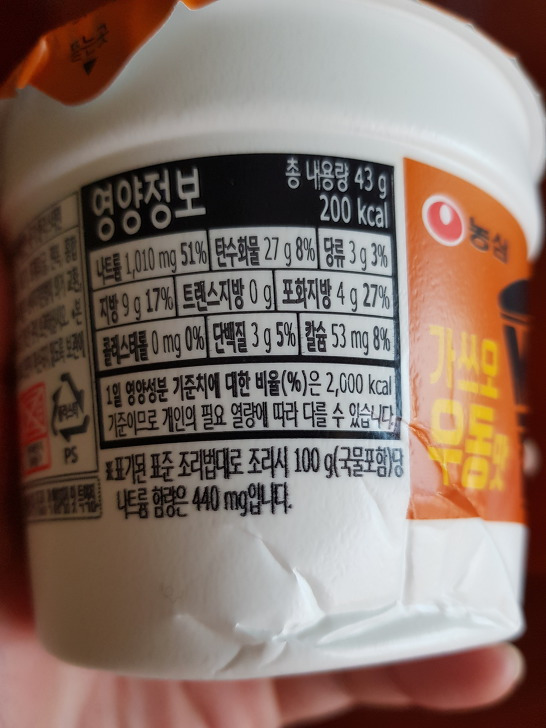 뜯는곳
영양정보
총 내용량 43 g
200 kcal
나트륨 1,010 mg 51% 탄수화물 27 g 8% 당류 3 g 3%
지방 9 g 17% 트랜스지방 0 g 포화지방 4 g 27%
콜레스테롤 0 mg 0% 단백질 3 g 5% 칼슘 53 mg 8%
1일 영양성분 기준치에 대한 비율(%)은 2,000 kcal
기준이므로 개인의 필요 열량에 따라 다를 수 있습니다.
※표기된 표준 조리법대로 조리시 100 g(국물포함)당
나트륨 함량은 440 mg입니다.
농심
가쓰오
우동맛
PS